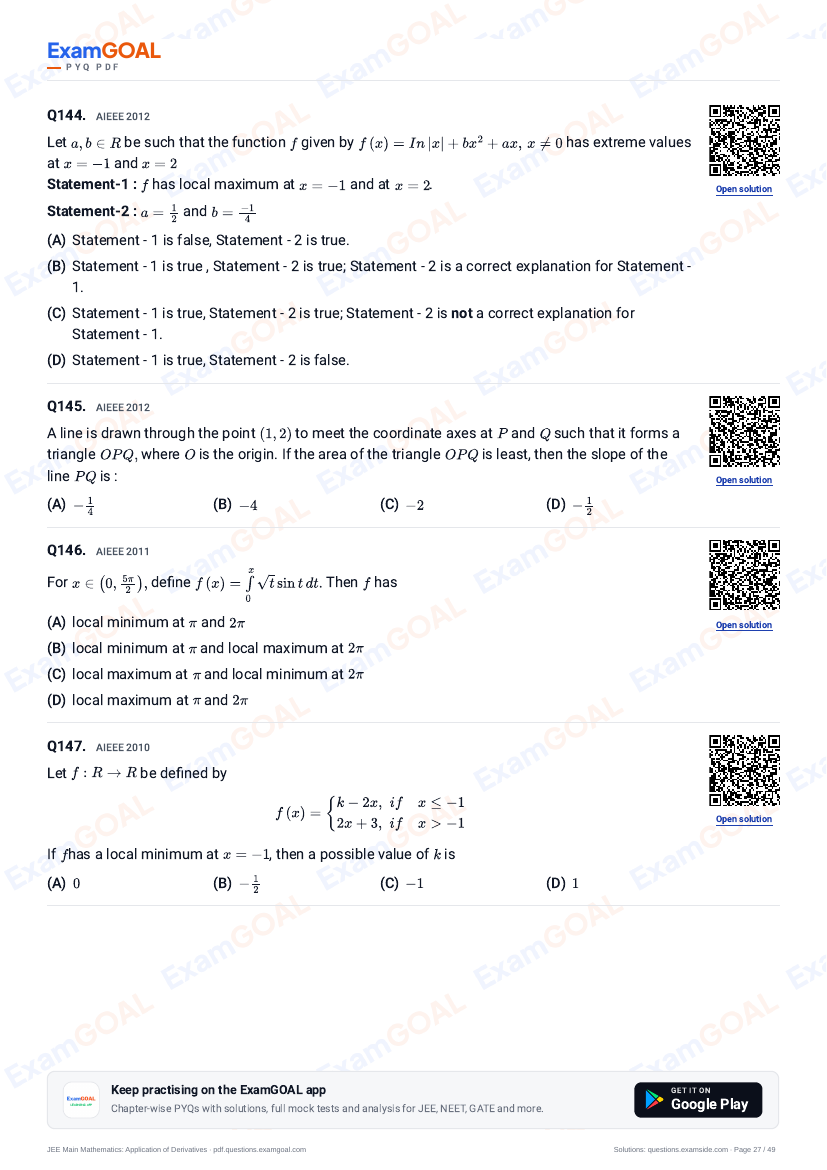 ExamGOAL
PYQ PDF
Q144. AIEEE 2012
Let a, b ∈ R be such that the function f given by f (x) = In |x| + bx² + ax, x ≠ 0 has extreme values
at x = −1 and x = 2
Statement-1 : f has local maximum at x = −1 and at x = 2.
Statement-2 : a = 1/2 and b = −1/4
(A) Statement - 1 is false, Statement - 2 is true.
(B) Statement - 1 is true , Statement - 2 is true; Statement - 2 is a correct explanation for Statement -
1.
(C) Statement - 1 is true, Statement - 2 is true; Statement - 2 is not a correct explanation for
Statement - 1.
(D) Statement - 1 is true, Statement - 2 is false.
Open solution
Q145. AIEEE 2012
A line is drawn through the point (1, 2) to meet the coordinate axes at P and Q such that it forms a
triangle OPQ, where O is the origin. If the area of the triangle OPQ is least, then the slope of the
line PQ is :
(A) −1/4 (B) −4 (C) −2 (D) −1/2
Open solution
Q146. AIEEE 2011
For x ∈ (0, 5π/2), define f (x) = ∫₀ˣ √t sin t dt. Then f has
(A) local minimum at π and 2π
(B) local minimum at π and local maximum at 2π
(C) local maximum at π and local minimum at 2π
(D) local maximum at π and 2π
Open solution
Q147. AIEEE 2010
Let f : R → R be defined by
f (x) = { k − 2x, if x ≤ −1
2x + 3, if x > −1
If f has a local minimum at x = −1, then a possible value of k is
(A) 0 (B) −1/2 (C) −1 (D) 1
Open solution
Keep practising on the ExamGOAL app
Chapter-wise PYQs with solutions, full mock tests and analysis for JEE, NEET, GATE and more.
GET IT ON
Google Play
JEE Main Mathematics: Application of Derivatives · pdf.questions.examgoal.com
Solutions: questions.examside.com · Page 27 / 49